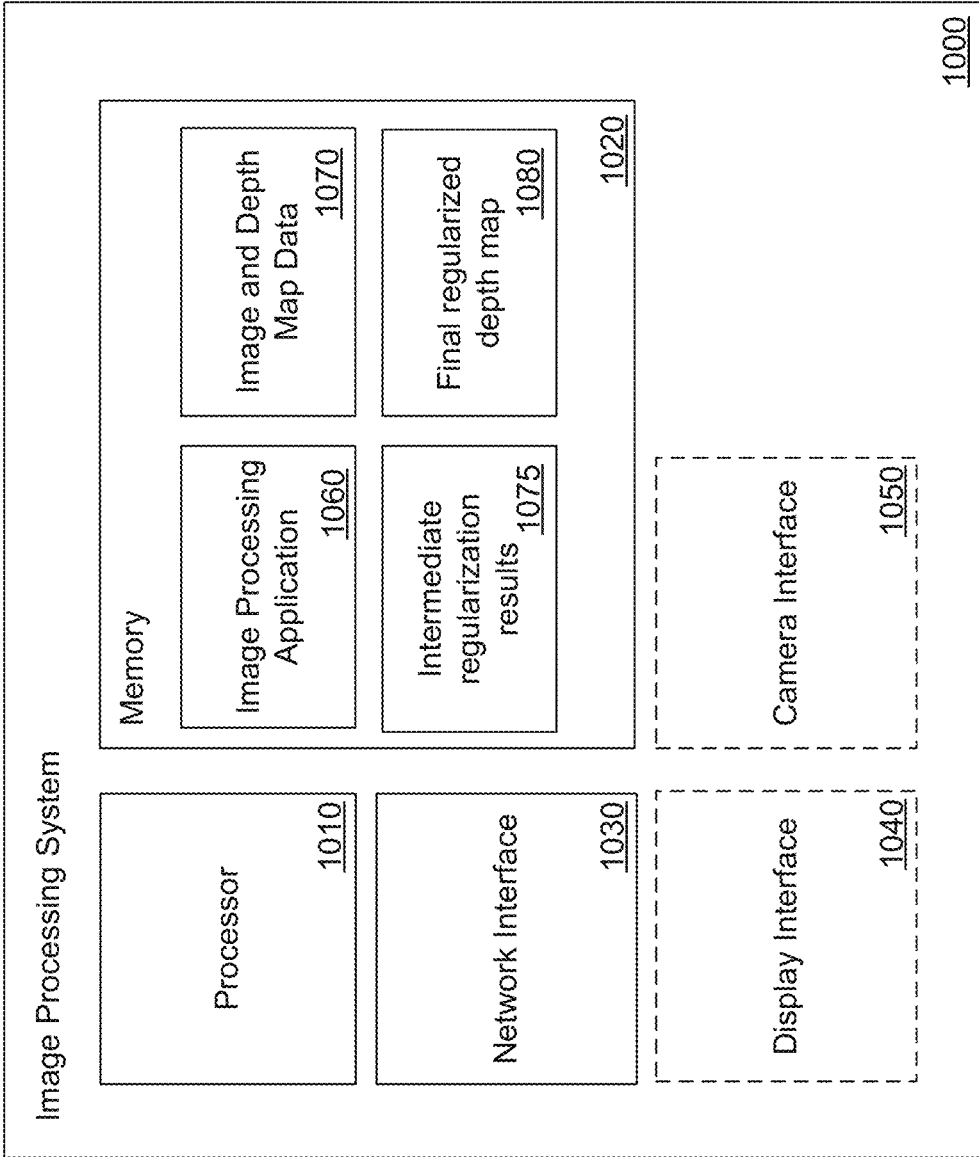 Image Processing System
Processor
1010
Memory
Image Processing
Application
1060
Image and Depth
Map Data
1070
Intermediate
regularization
results
1075
Final regularized
depth map
1080
1020
Network Interface
1030
Display Interface
1040
Camera Interface
1050
1000